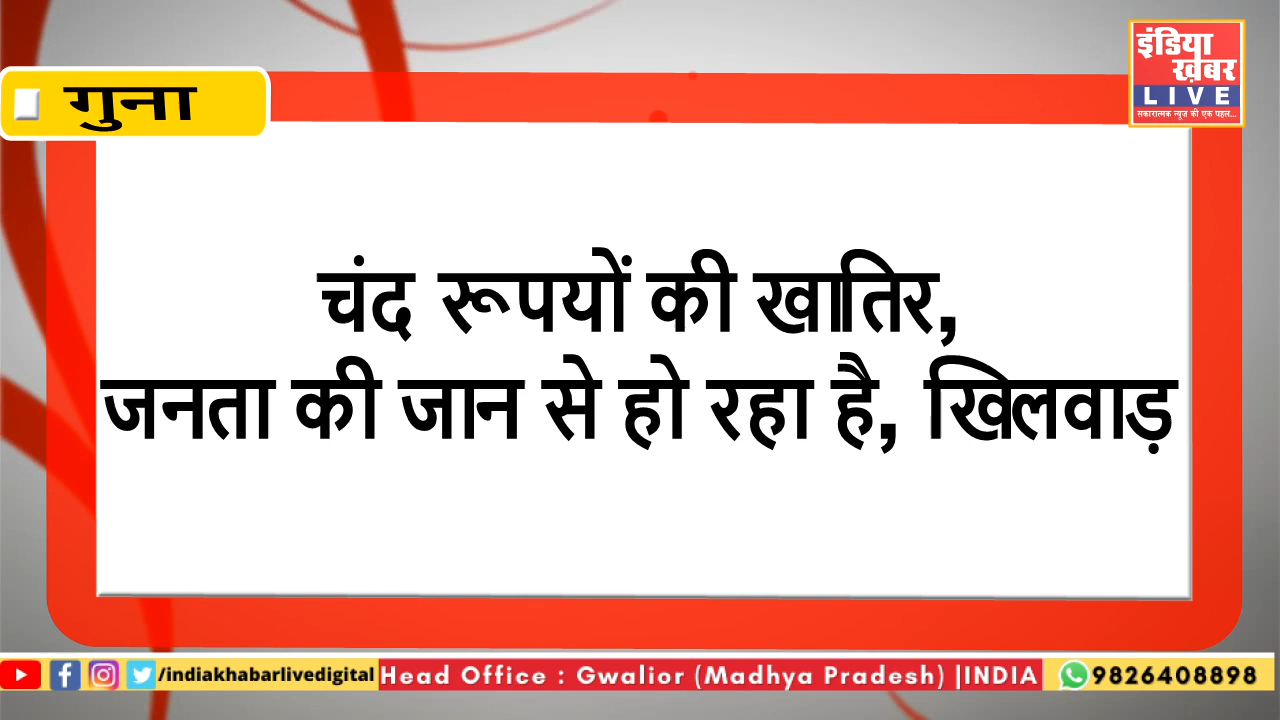 गुना
इंडिया
ख़बर
LIVE
सकारात्मक न्यूज़ की एक पहल...
चंद रूपयों की खातिर,
जनता की जान से हो रहा है, खिलवाड़
/indiakhabarlivedigital Head Office : Gwalior (Madhya Pradesh) |INDIA 9826408898